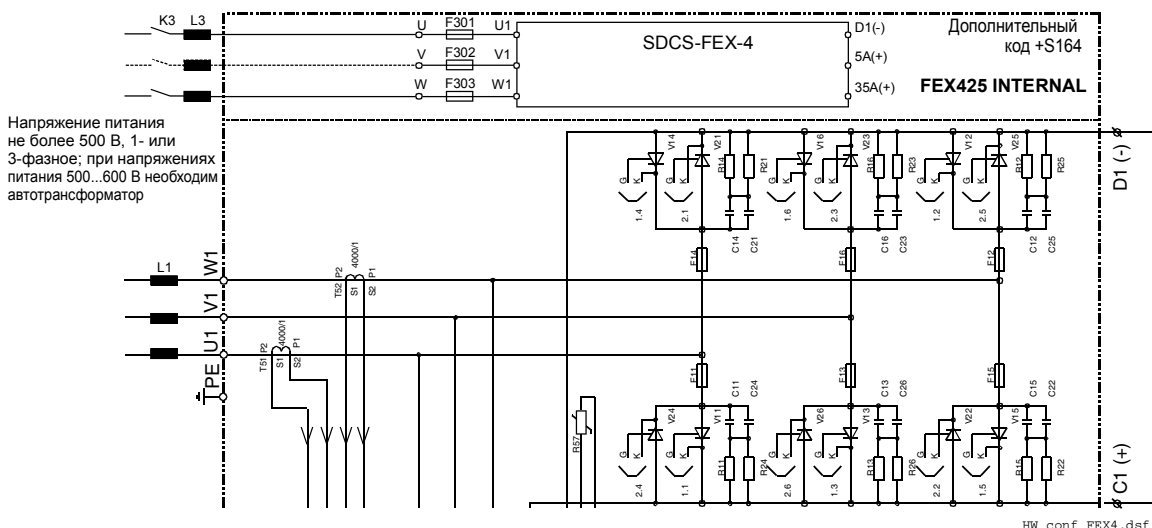 K3 L3 U F301 U1 SDCS-FEX-4 D1(-) Дополнительный
код +S164
V F302 V1 5A(+)
W F303 W1 35A(+) FEX425 INTERNAL
Напряжение питания
не более 500 В, 1- или
3-фазное; при напряжениях
питания 500...600 В необходим
автотрансформатор
V14 V21 R14 R21 V16 V23 R16 R23 V12 V25 R12 R25 D1 (-)
G K G K G K G K G K G K
1.4 2.1 1.6 2.3 1.2 2.5
C14 C21 C16 C23 C12 C25
F14 F16 F12
L1 W1 T52 P2 S1 4000/1 S2 P1
V1
U1 T51 P2 S1 4000/1 S2 P1
PE
F11 F13 F15
C11 C24 C13 C26 C15 C22
R57 V24 V11 V26 V13 V22 V15
G K G K G K G K G K G K
R11 R24 R13 R26 R15 R22 C1 (+)
2.4 1.1 2.6 1.3 2.2 1.5
HW_conf_FEX4.dsf